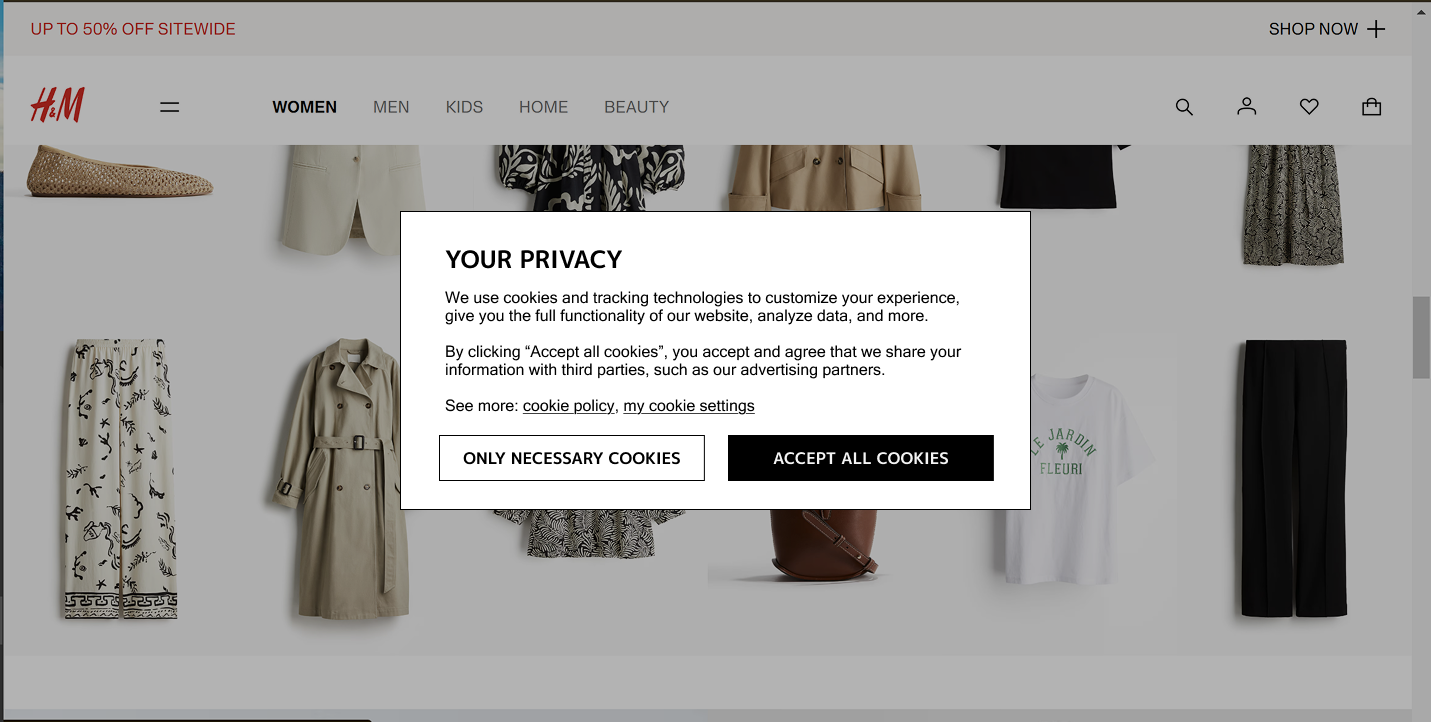 UP TO 50% OFF SITEWIDE
SHOP NOW
H&M
WOMEN
MEN
KIDS
HOME
BEAUTY
YOUR PRIVACY
We use cookies and tracking technologies to customize your experience,
give you the full functionality of our website, analyze data, and more.
By clicking “Accept all cookies”, you accept and agree that we share your
information with third parties, such as our advertising partners.
See more: cookie policy, my cookie settings
ONLY NECESSARY COOKIES
ACCEPT ALL COOKIES
LE JARDIN
FLEURI